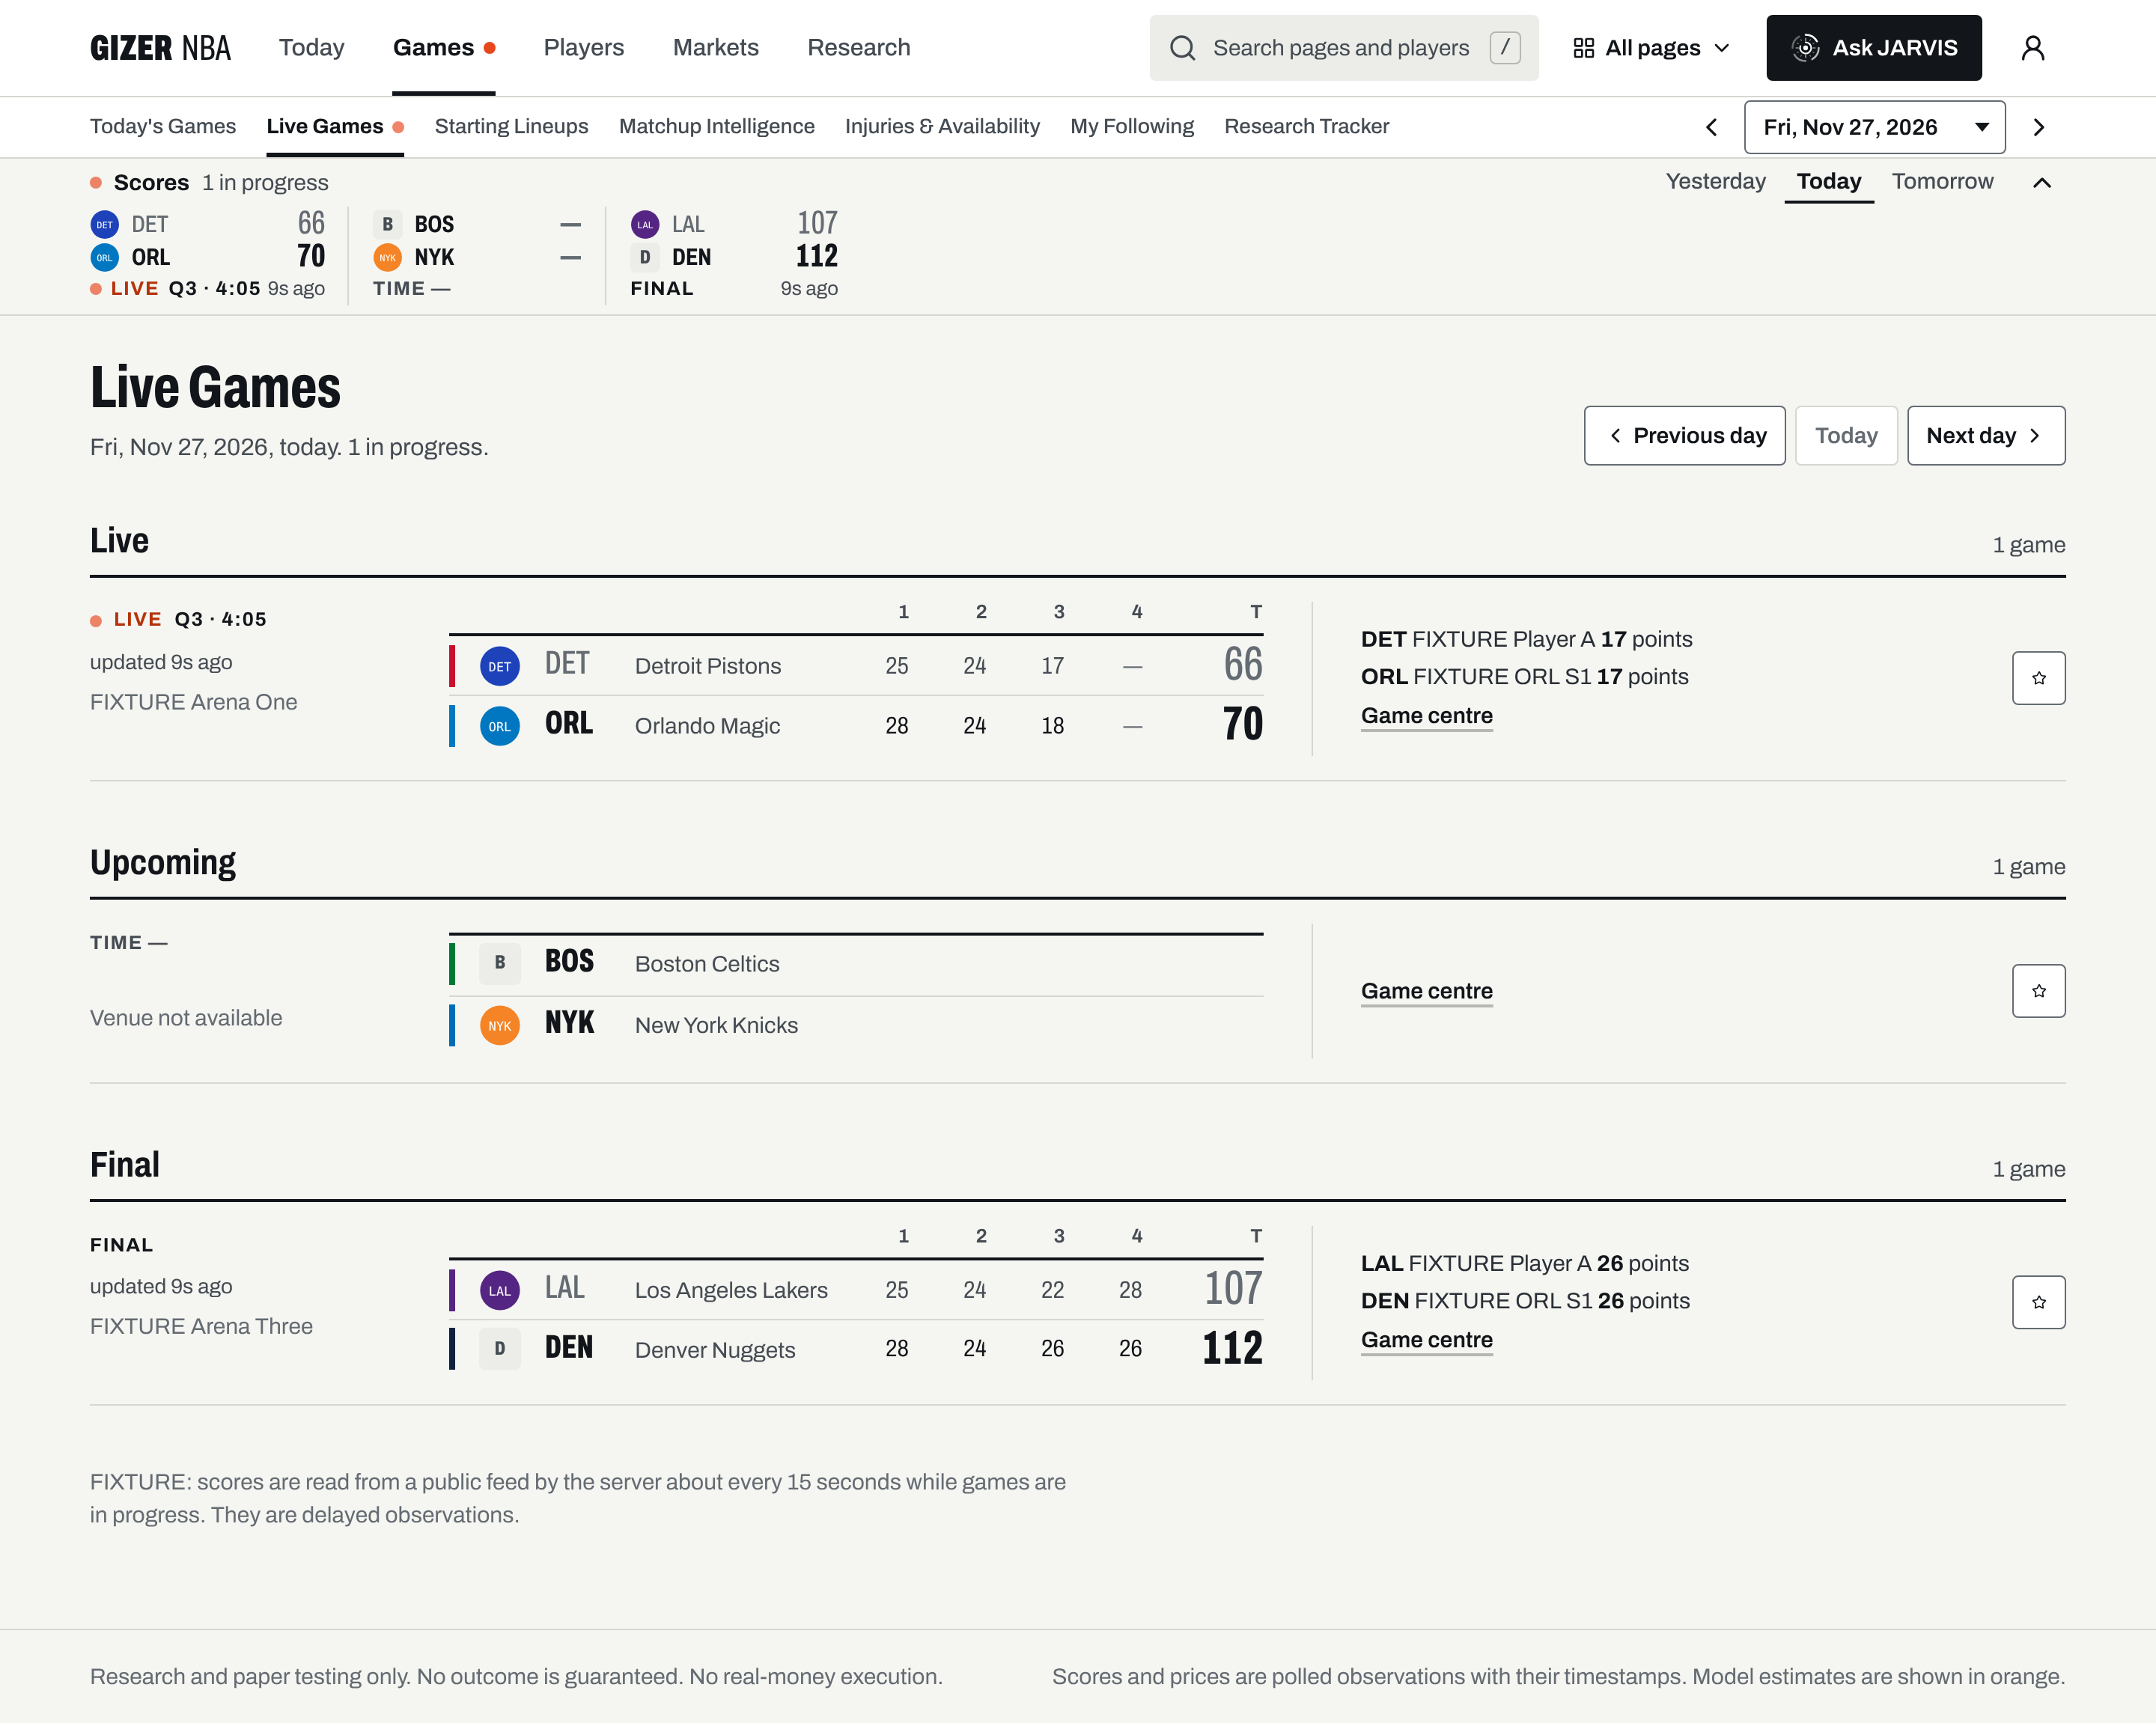 GIZER NBA Today Games Players Markets Research Search pages and players / All pages Ask JARVIS
Today's Games Live Games Starting Lineups Matchup Intelligence Injuries & Availability My Following Research Tracker Fri, Nov 27, 2026
Scores 1 in progress Yesterday Today Tomorrow
DET DET 66
ORL ORL 70
LIVE Q3 · 4:05 9s ago
B BOS —
NYK NYK —
TIME —
LAL LAL 107
D DEN 112
FINAL 9s ago
Live Games
Fri, Nov 27, 2026, today. 1 in progress.
Previous day Today Next day
Live 1 game
LIVE Q3 · 4:05
updated 9s ago
FIXTURE Arena One
1 2 3 4 T
DET DET Detroit Pistons 25 24 17 — 66
ORL ORL Orlando Magic 28 24 18 — 70
DET FIXTURE Player A 17 points
ORL FIXTURE ORL S1 17 points
Game centre
Upcoming 1 game
TIME —
Venue not available
B BOS Boston Celtics
NYK NYK New York Knicks
Game centre
Final 1 game
FINAL
updated 9s ago
FIXTURE Arena Three
1 2 3 4 T
LAL LAL Los Angeles Lakers 25 24 22 28 107
D DEN Denver Nuggets 28 24 26 26 112
LAL FIXTURE Player A 26 points
DEN FIXTURE ORL S1 26 points
Game centre
FIXTURE: scores are read from a public feed by the server about every 15 seconds while games are
in progress. They are delayed observations.
Research and paper testing only. No outcome is guaranteed. No real-money execution. Scores and prices are polled observations with their timestamps. Model estimates are shown in orange.